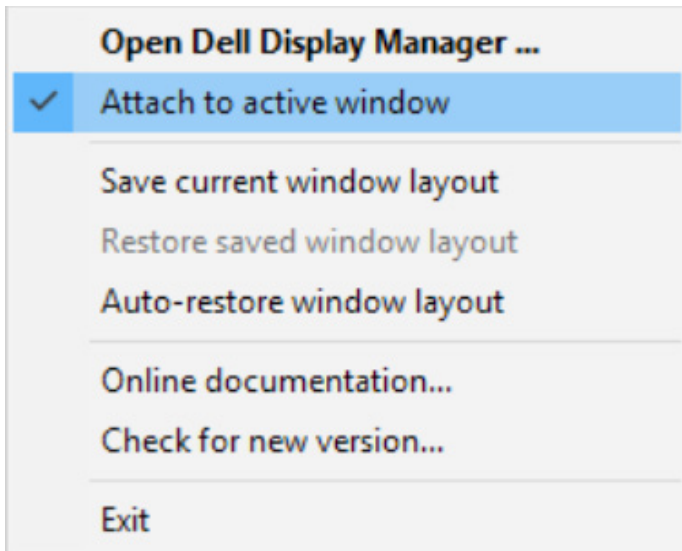 Open Dell Display Manager ...
Attach to active window
Save current window layout
Restore saved window layout
Auto-restore window layout
Online documentation...
Check for new version...
Exit